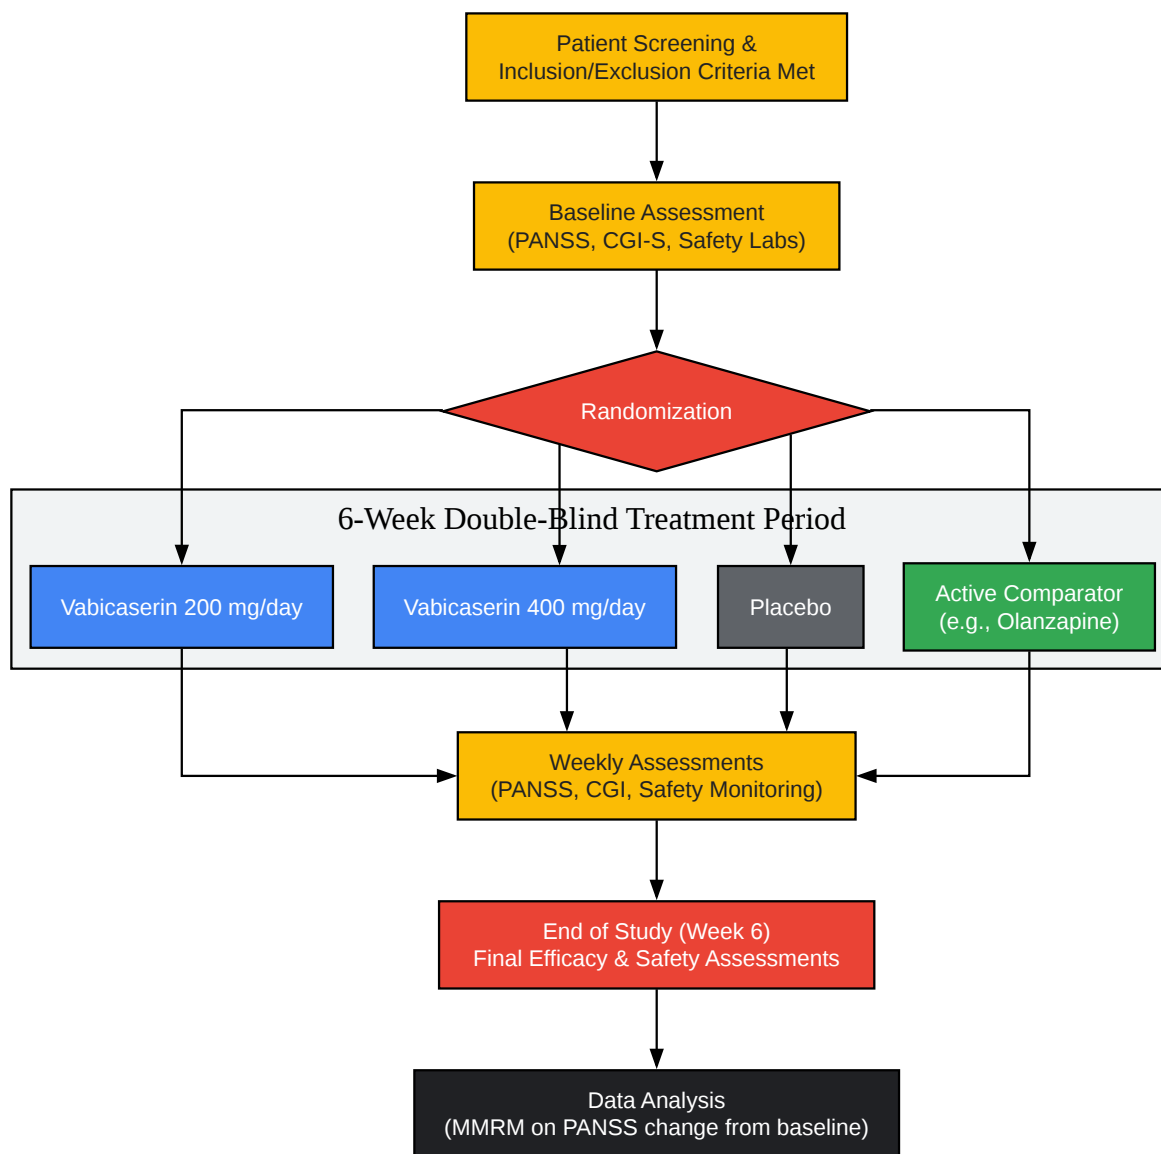 Patient Screening &
Inclusion/Exclusion Criteria Met
Baseline Assessment
(PANSS, CGI-S, Safety Labs)
Randomization
6-Week Double-Blind Treatment Period
Vabicaserin 200 mg/day
Vabicaserin 400 mg/day
Placebo
Active Comparator
(e.g., Olanzapine)
Weekly Assessments
(PANSS, CGI, Safety Monitoring)
End of Study (Week 6)
Final Efficacy & Safety Assessments
Data Analysis
(MMRM on PANSS change from baseline)